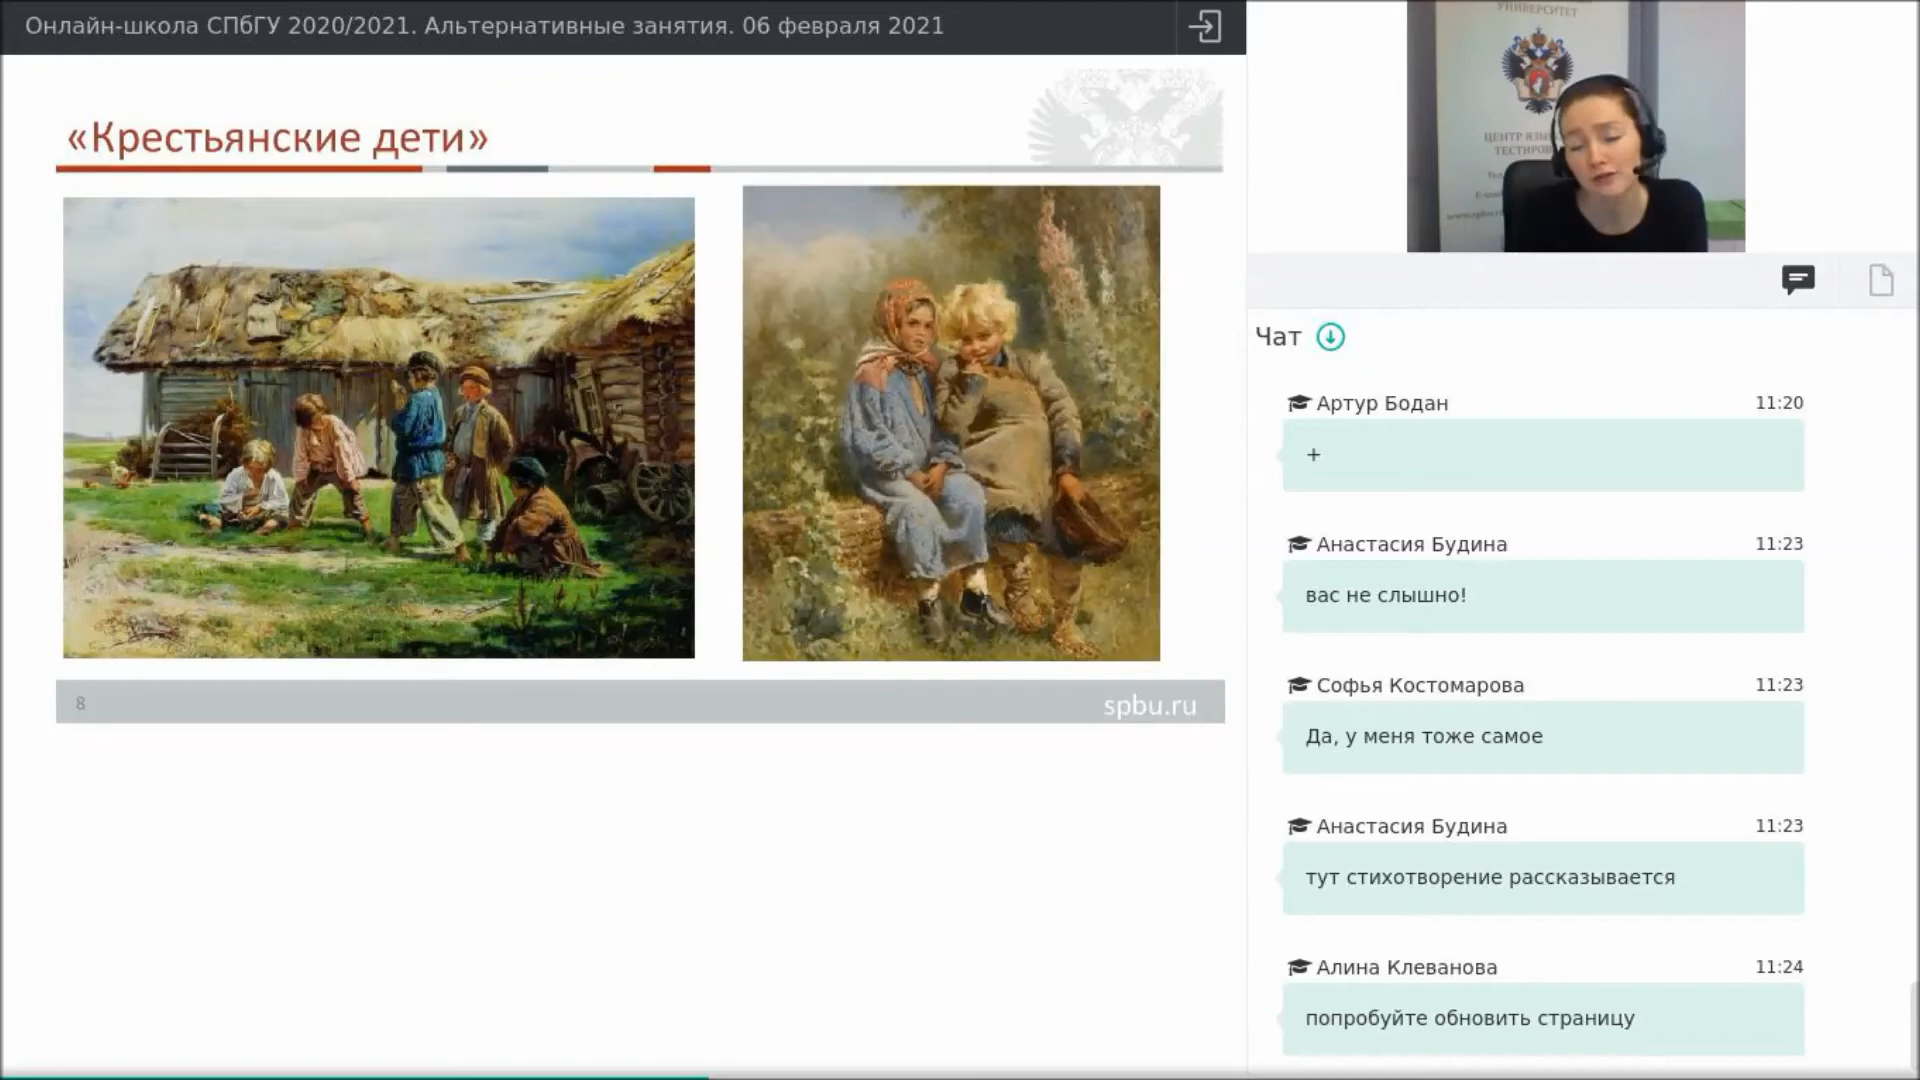 Онлайн-школа СПбГУ 2020/2021. Альтернативные занятия. 06 февраля 2021
«Крестьянские дети»
8
spbu.ru
УНИВЕРСИТЕТ
ЦЕНТР
Чат
Артур Бодан 11:20
+
Анастасия Будина 11:23
вас не слышно!
Софья Костомарова 11:23
Да, у меня тоже самое
Анастасия Будина 11:23
тут стихотворение рассказывается
Алина Клеванова 11:24
попробуйте обновить страницу